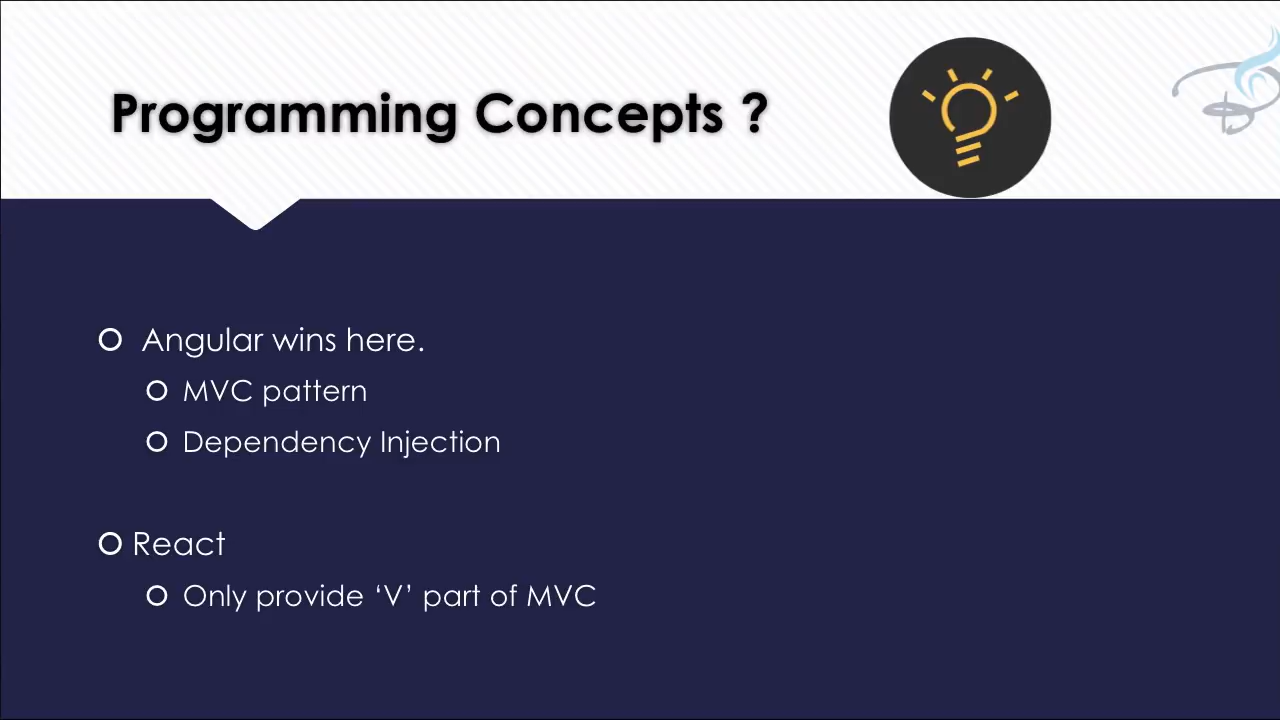 Programming Concepts ?
Angular wins here.
MVC pattern
Dependency Injection
React
Only provide ‘V’ part of MVC